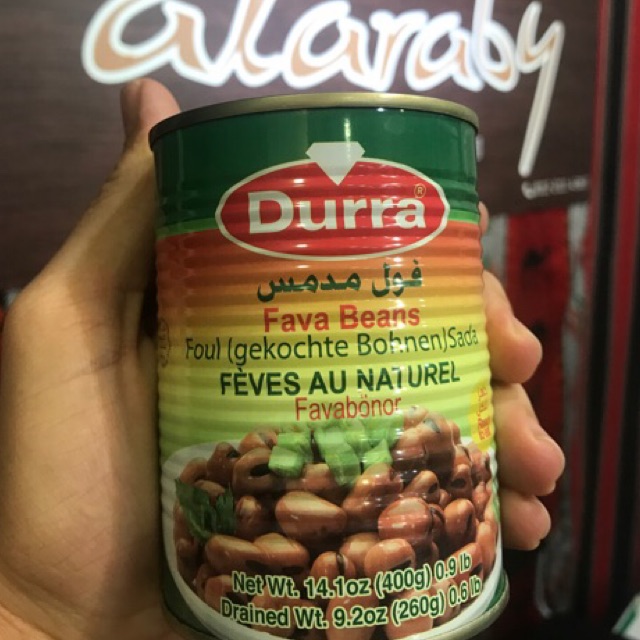 alaraby
Durra®
فول مدمس
Fava Beans
Foul (gekochte Bohnen) Sada
FÈVES AU NATUREL
Favabönor
Net Wt. 14.1oz (400g) 0.9 lb
Drained Wt. 9.2oz (260g) 0.6 lb